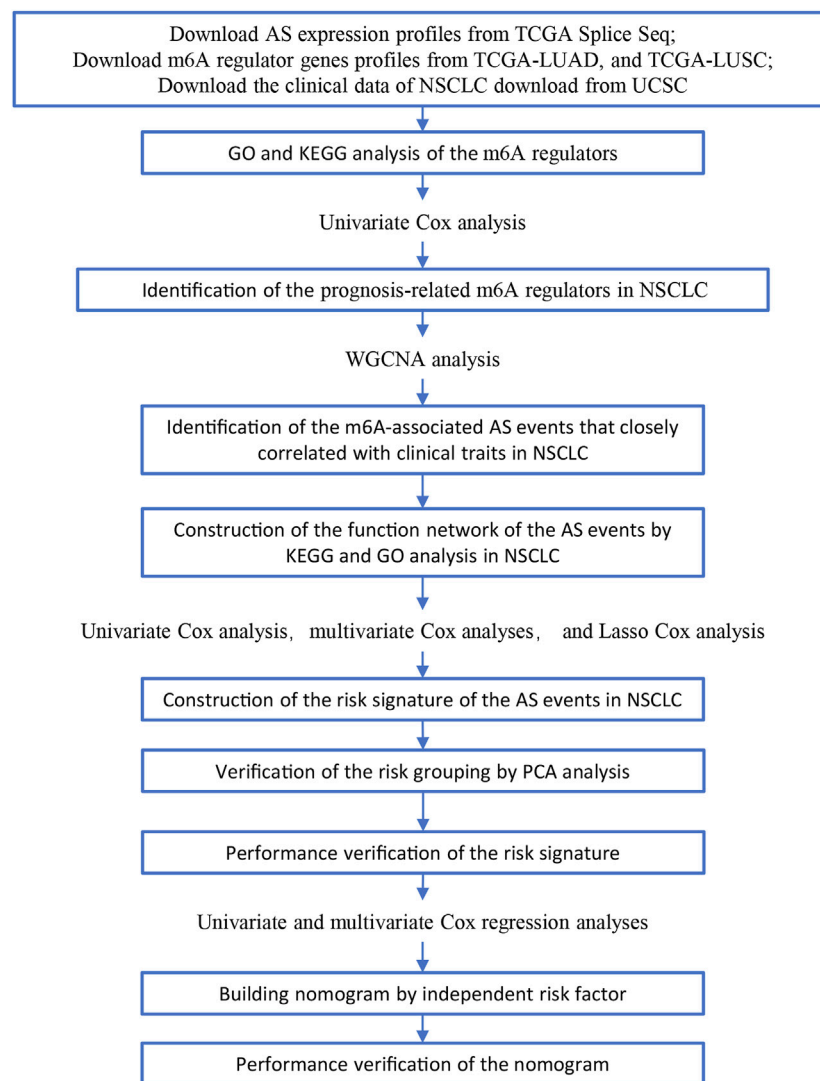 Download AS expression profiles from TCGA Splice Seq;
Download m6A regulator genes profiles from TCGA-LUAD, and TCGA-LUSC;
Download the clinical data of NSCLC download from UCSC
GO and KEGG analysis of the m6A regulators
Univariate Cox analysis
Identification of the prognosis-related m6A regulators in NSCLC
WGCNA analysis
Identification of the m6A-associated AS events that closely
correlated with clinical traits in NSCLC
Construction of the function network of the AS events by
KEGG and GO analysis in NSCLC
Univariate Cox analysis, multivariate Cox analyses, and Lasso Cox analysis
Construction of the risk signature of the AS events in NSCLC
Verification of the risk grouping by PCA analysis
Performance verification of the risk signature
Univariate and multivariate Cox regression analyses
Building nomogram by independent risk factor
Performance verification of the nomogram